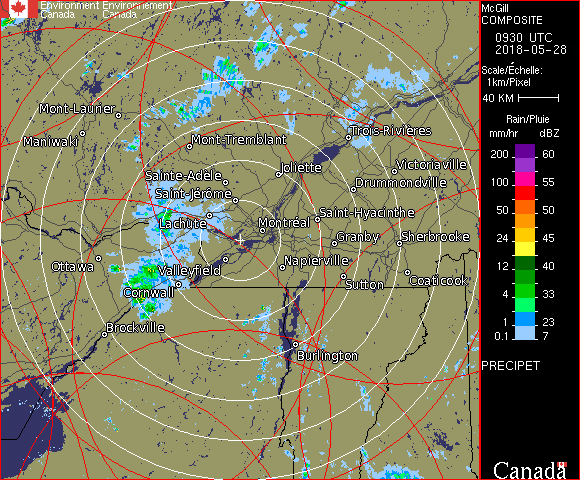 Environment Environnement
Canada Canada
McGill
COMPOSITE
0930 UTC
2018-05-28
Scale/Échelle:
1km/Pixel
40 KM
Rain/Pluie
mm/hr dBZ
200 60
100 55
50 50
24 45
12 40
4 33
1 23
0.1 7
PRECIPET
Canada
Mont-Laurier
Maniwaki
Mont-Tremblant
Trois-Rivières
Joliette
Victoriaville
Sainte-Adèle
Drummondville
Saint-Jérôme
Lachute
Saint-Hyacinthe
Montréal
Granby
Sherbrooke
Ottawa
Valleyfield
Napierville
Cornwall
Sutton
Coaticook
Brockville
Burlington